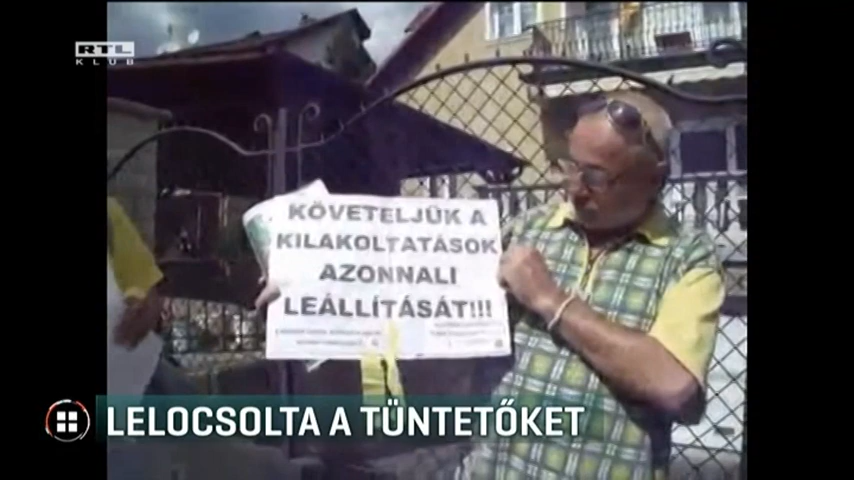 RTL
KLUB
KÖVETELJÜK A
KILAKOLTATÁSOK
AZONNALI
LEÁLLÍTÁSÁT!!!
LELOCSOLTA A TÜNTETŐKET